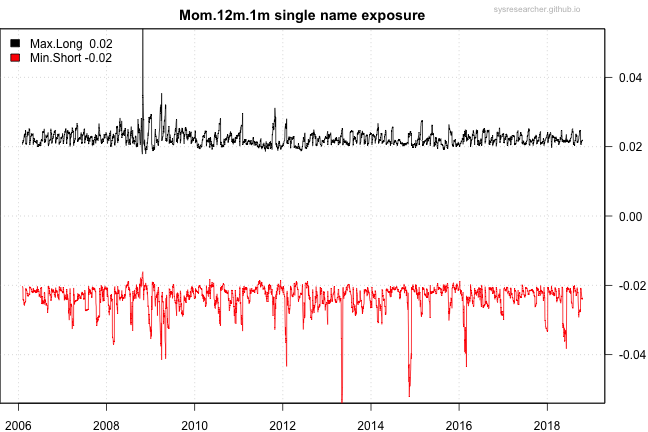 Mom.12m.1m single name exposure
sysresearcher.github.io
Max.Long 0.02
Min.Short -0.02
0.04
0.02
0.00
-0.02
-0.04
2006 2008 2010 2012 2014 2016 2018